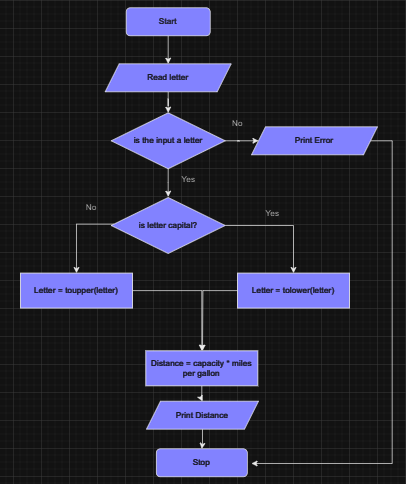 Start
Read letter
is the input a letter
No
Print Error
Yes
is letter capital?
No
Yes
Letter = toupper(letter)
Letter = tolower(letter)
Distance = capacity * miles
per gallon
Print Distance
Stop